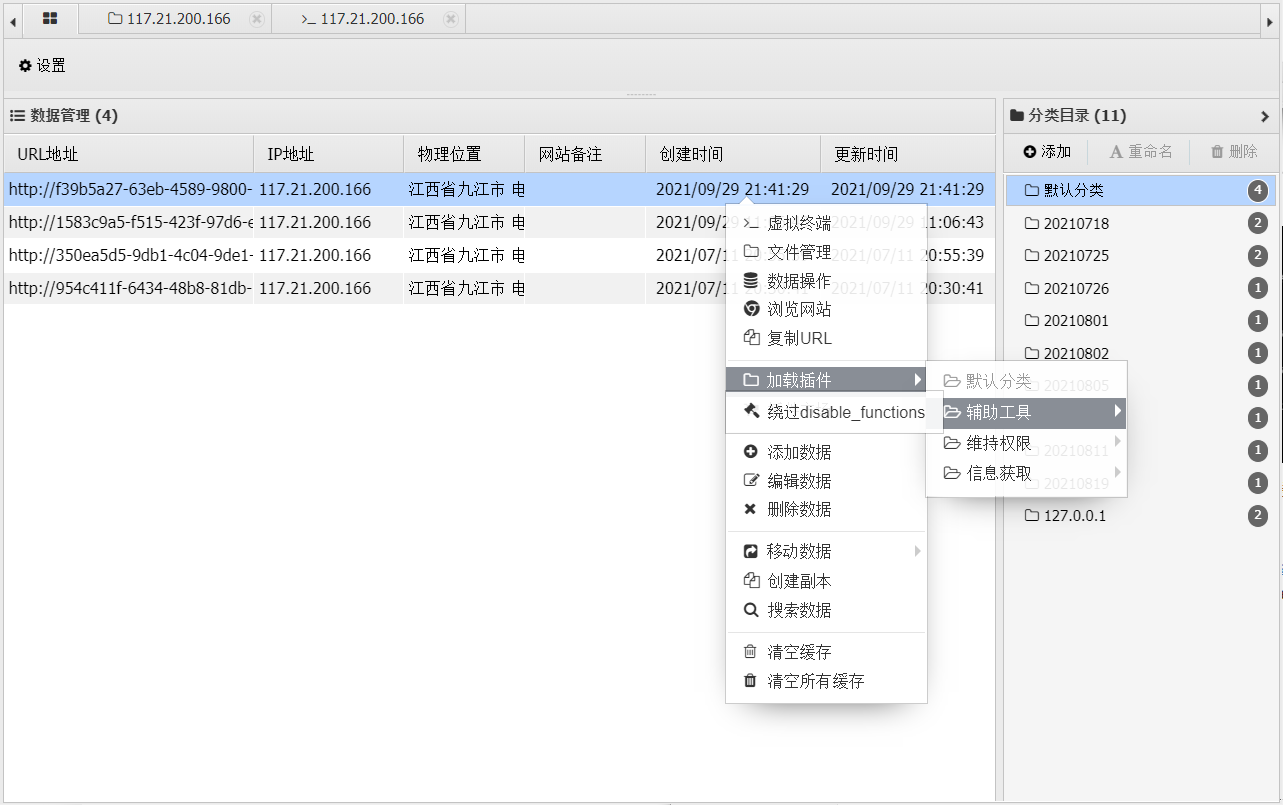 117.21.200.166
>_ 117.21.200.166
设置
数据管理 (4)
URL地址 IP地址 物理位置 网站备注 创建时间 更新时间
http://f39b5a27-63eb-4589-9800- 117.21.200.166 江西省九江市 电 2021/09/29 21:41:29 2021/09/29 21:41:29
http://1583c9a5-f515-423f-97d6-e 117.21.200.166 江西省九江市 电 2021/09/29 11:06:43
http://350ea5d5-9db1-4c04-9de1- 117.21.200.166 江西省九江市 电 2021/07/11 2021/07/11 20:55:39
http://954c411f-6434-48b8-81db- 117.21.200.166 江西省九江市 电 2021/07/11 2021/07/11 20:30:41
>_ 虚拟终端
文件管理
数据操作
浏览网站
复制URL
加载插件
绕过disable_functions
添加数据
编辑数据
删除数据
移动数据
创建副本
搜索数据
清空缓存
清空所有缓存
默认分类
辅助工具
维持权限
信息获取
分类目录 (11)
添加 A 重命名 删除
默认分类 4
20210718 2
20210725 2
20210726 1
20210801 1
20210802 1
20210805 1
1
20210811 1
20210819 1
127.0.0.1 2